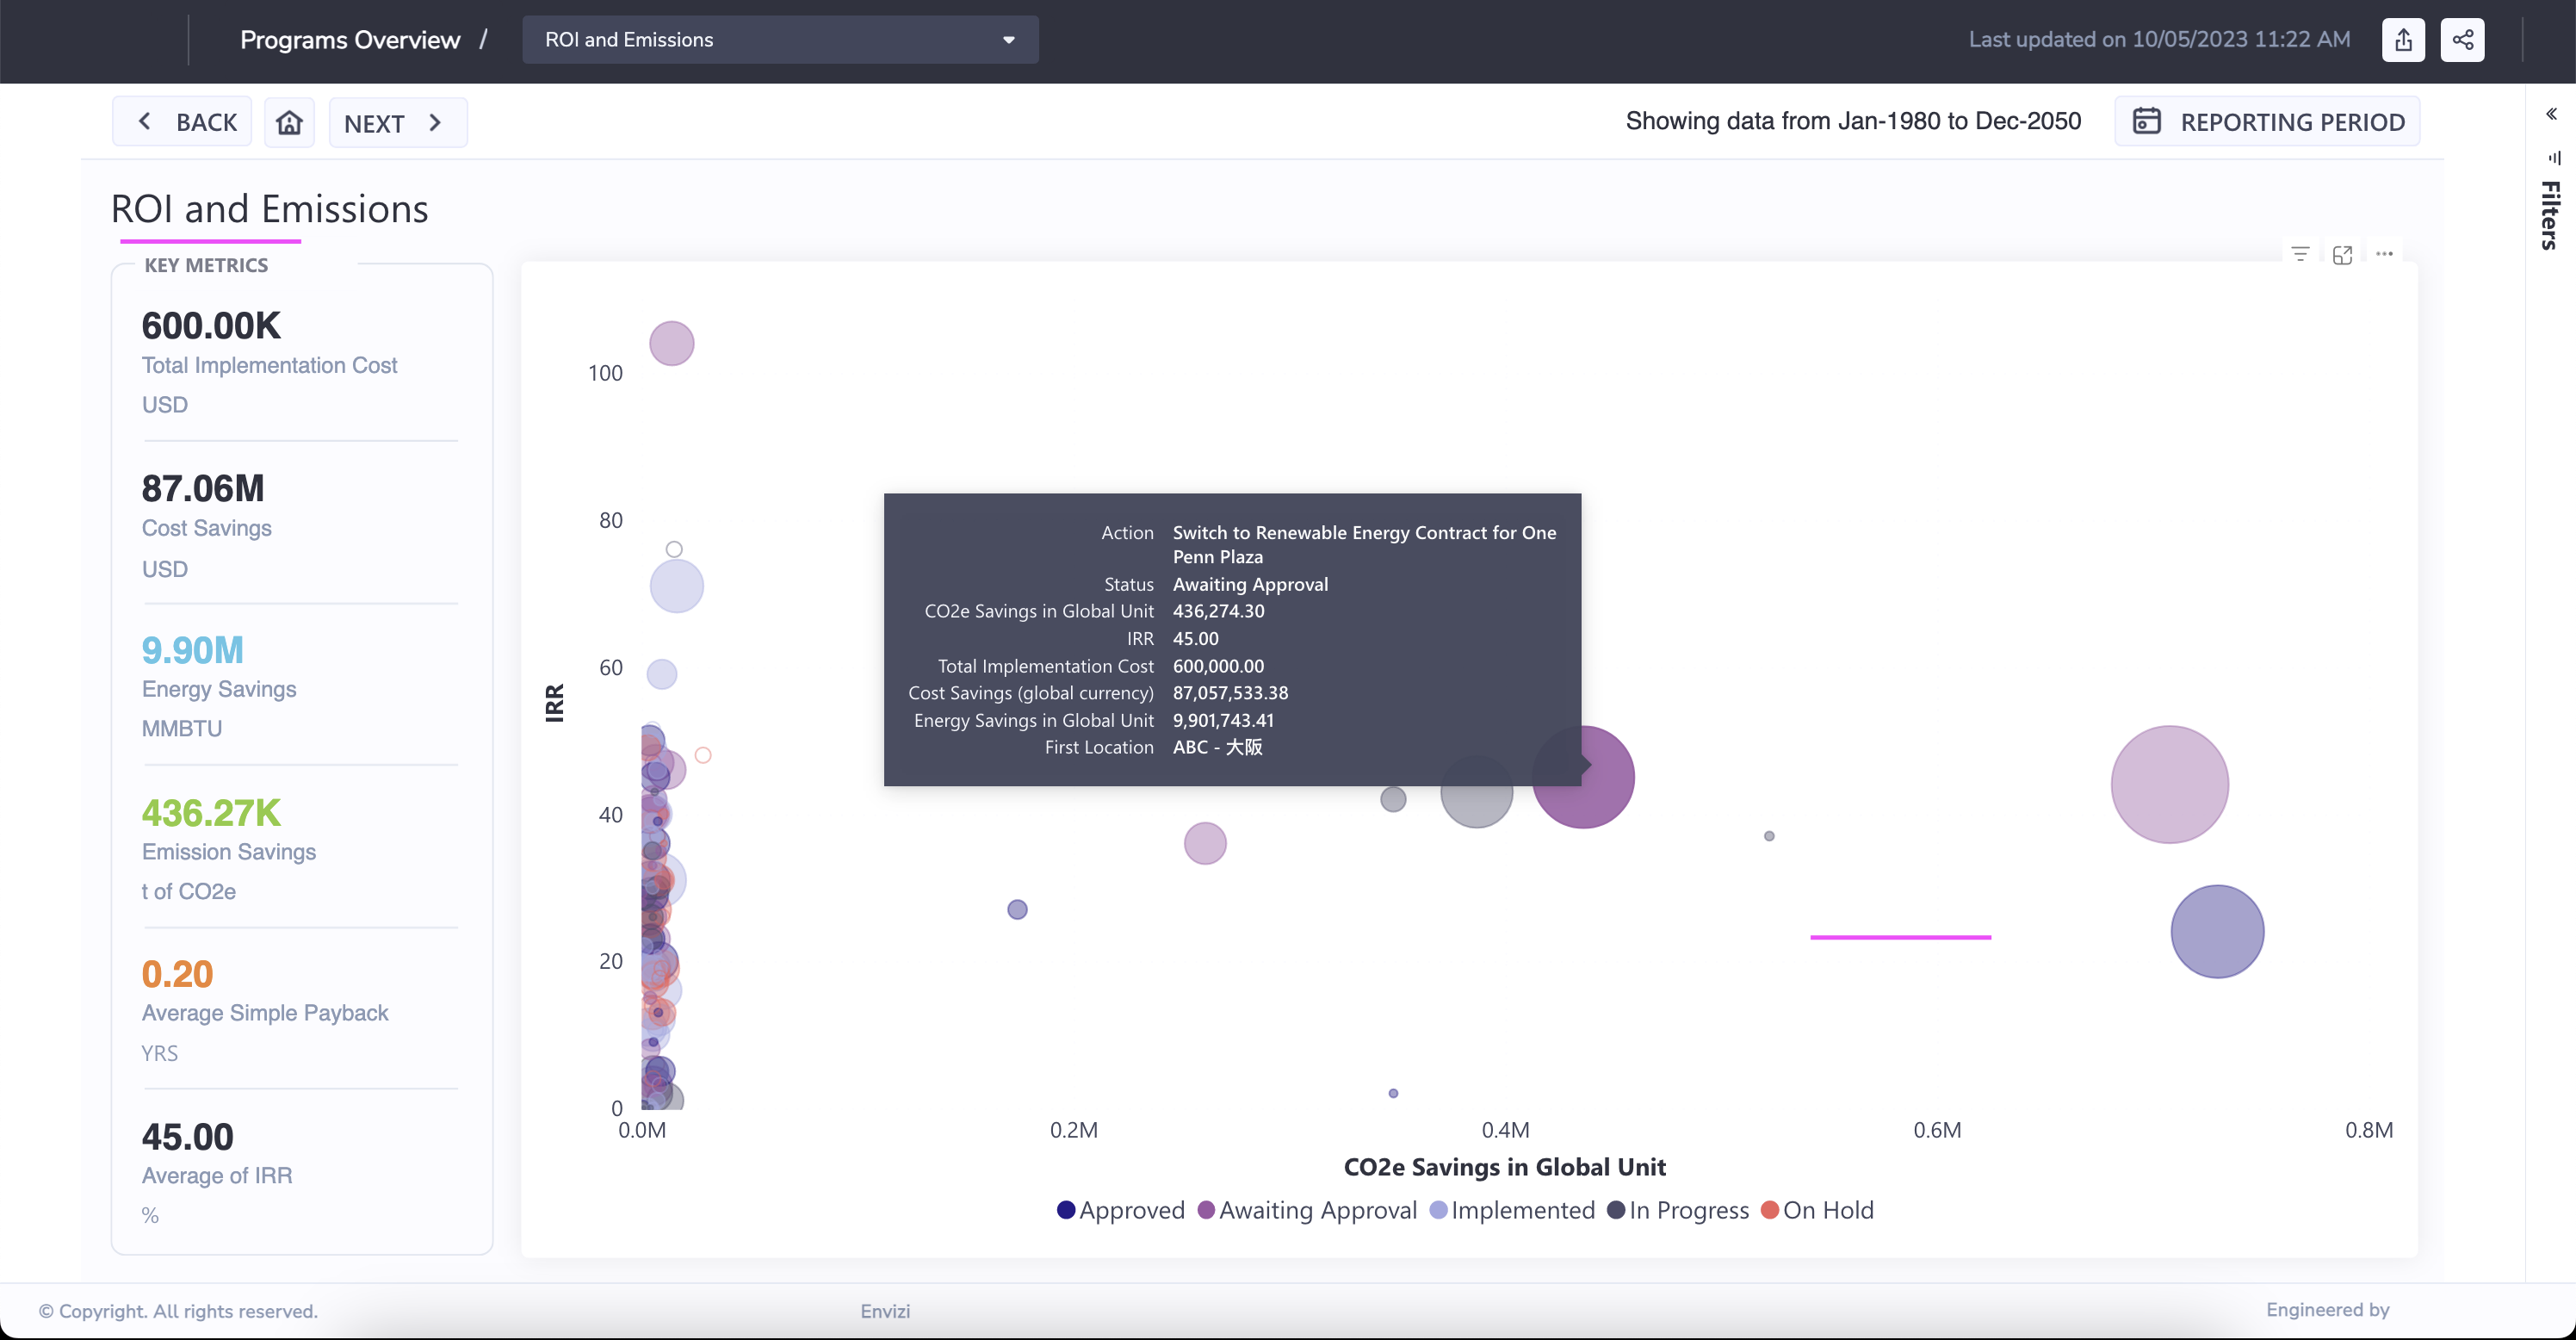 Programs Overview /
ROI and Emissions
Last updated on 10/05/2023 11:22 AM
BACK
NEXT
Showing data from Jan-1980 to Dec-2050
REPORTING PERIOD
Filters
ROI and Emissions
KEY METRICS
600.00K
Total Implementation Cost
USD
87.06M
Cost Savings
USD
9.90M
Energy Savings
MMBTU
436.27K
Emission Savings
t of CO2e
0.20
Average Simple Payback
YRS
45.00
Average of IRR
%
IRR
100
80
60
40
20
0
Action Switch to Renewable Energy Contract for One
Penn Plaza
Status Awaiting Approval
CO2e Savings in Global Unit 436,274.30
IRR 45.00
Total Implementation Cost 600,000.00
Cost Savings (global currency) 87,057,533.38
Energy Savings in Global Unit 9,901,743.41
First Location ABC - 大阪
0.0M 0.2M 0.4M 0.6M 0.8M
CO2e Savings in Global Unit
Approved Awaiting Approval Implemented In Progress On Hold
© Copyright. All rights reserved.
Envizi
Engineered by